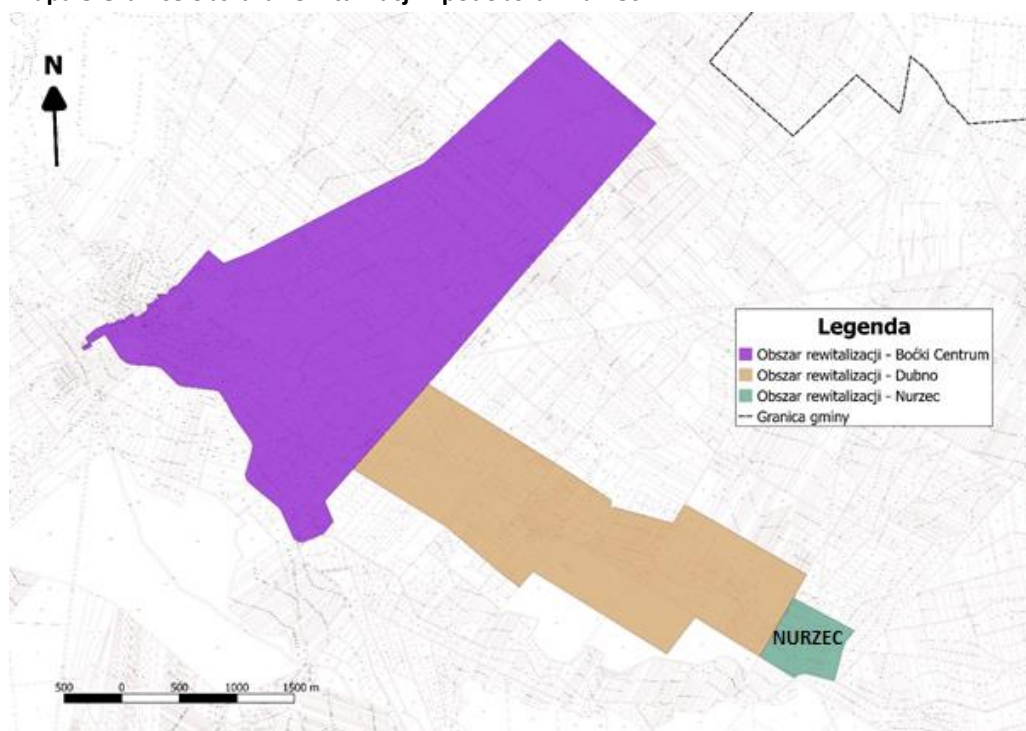 N
Legenda
Obszar rewitalizacji - Boćki Centrum
Obszar rewitalizacji - Dubno
Obszar rewitalizacji - Nurzec
Granica gminy
NURZEC
500 0 500 1000 1500 m